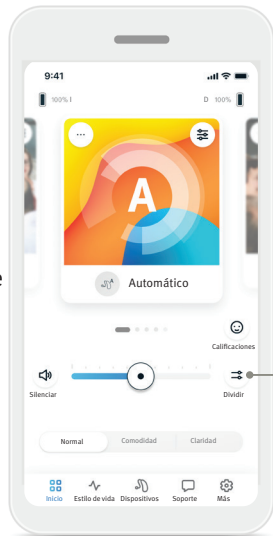 9:41
100% I
D 100%
A
Automático
Calificaciones
Silenciar
Dividir
Normal Comodidad Claridad
Inicio Estilo de vida Dispositivos Soporte Más